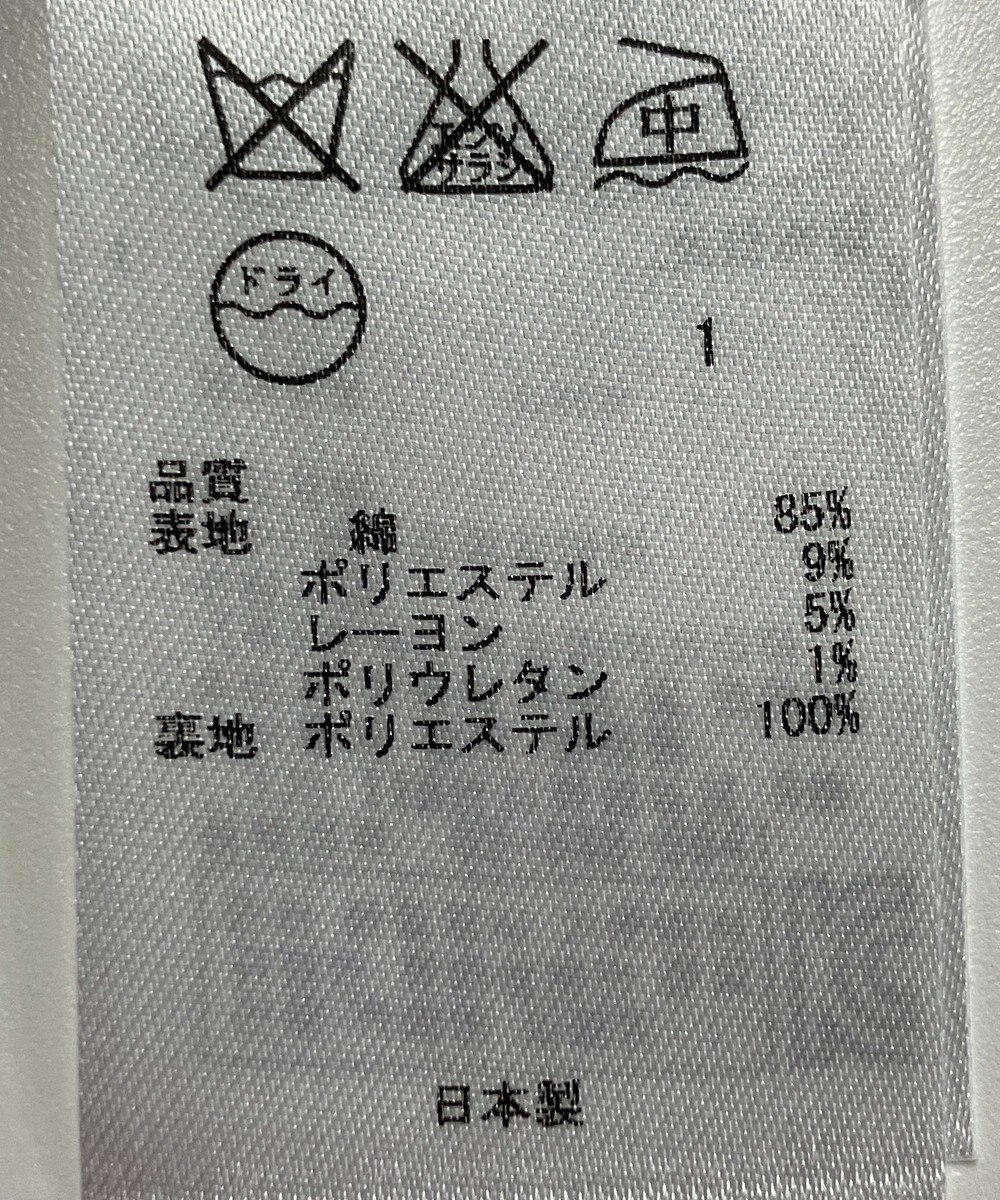 エンソ
サラシ
中
ドライ
1
品質
表地 綿 85%
ポリエステル 9%
レーヨン 5%
ポリウレタン 1%
裏地 ポリエステル 100%
日本製